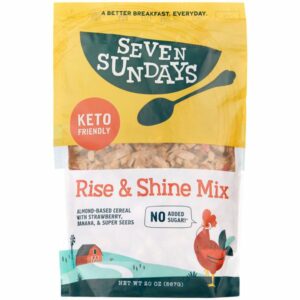 A BETTER BREAKFAST. EVERYDAY.
SEVEN
SUNDAYS
KETO
FRIENDLY
Rise & Shine Mix
ALMOND-BASED CEREAL
WITH STRAWBERRY,
BANANA, & SUPER SEEDS
NO ADDED
SUGAR!
NET WT 20 OZ (567G)